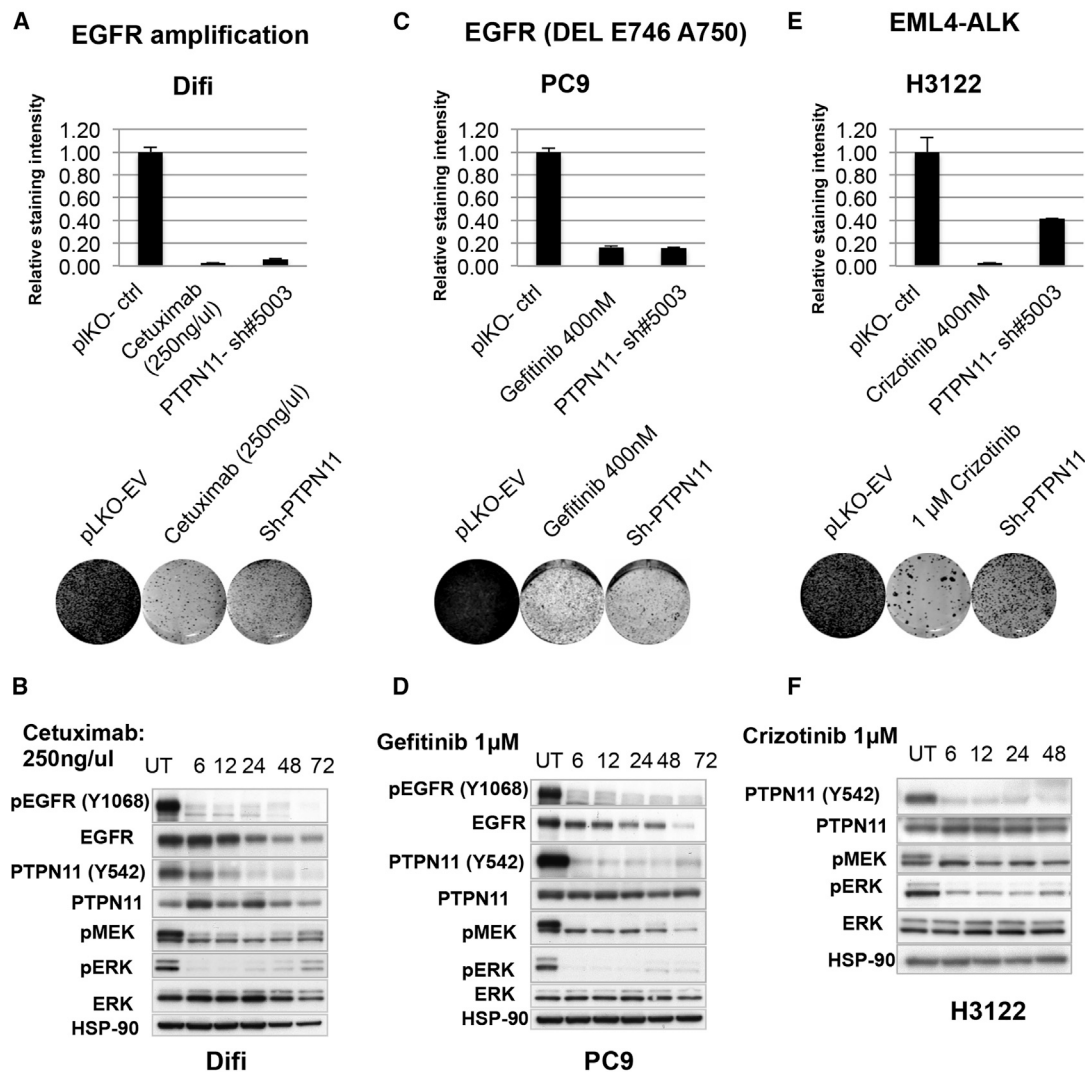 A
EGFR amplification
Difi
Relative staining intensity
1.20
1.00
0.80
0.60
0.40
0.20
0.00
plKO- ctrl
Cetuximab
(250ng/ul)
PTPN11- sh#5003
pLKO-EV
Cetuximab (250ng/ul)
Sh-PTPN11
C
EGFR (DEL E746 A750)
PC9
Relative staining intensity
1.20
1.00
0.80
0.60
0.40
0.20
0.00
plKO- ctrl
Gefitinib 400nM
PTPN11- sh#5003
pLKO-EV
Gefitinib 400nM
Sh-PTPN11
E
EML4-ALK
H3122
Relative staining intensity
1.20
1.00
0.80
0.60
0.40
0.20
0.00
plKO- ctrl
Crizotinib 400nM
PTPN11- sh#5003
pLKO-EV
1 µM Crizotinib
Sh-PTPN11
B
Cetuximab:
250ng/ul
UT 6 12 24 48 72
pEGFR (Y1068)
EGFR
PTPN11 (Y542)
PTPN11
pMEK
pERK
ERK
HSP-90
Difi
D
Gefitinib 1µM
UT 6 12 24 48 72
pEGFR (Y1068)
EGFR
PTPN11 (Y542)
PTPN11
pMEK
pERK
ERK
HSP-90
PC9
F
Crizotinib 1µM
UT 6 12 24 48
PTPN11 (Y542)
PTPN11
pMEK
pERK
ERK
HSP-90
H3122